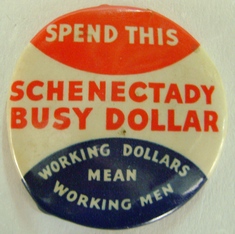 SPEND THIS
SCHENECTADY
BUSY DOLLAR
WORKING DOLLARS
MEAN
WORKING MEN